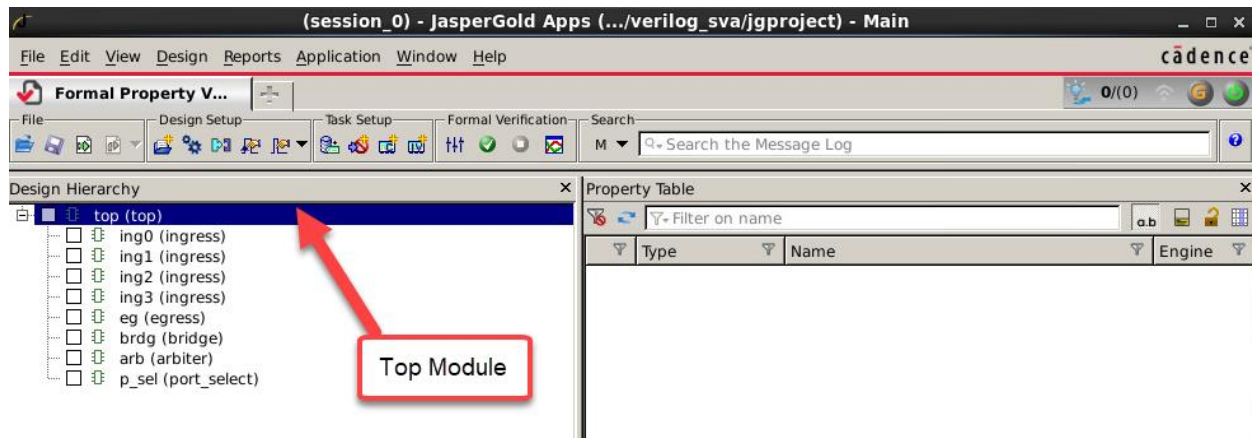 (session_0) - JasperGold Apps (.../verilog_sva/jgproject) - Main
File Edit View Design Reports Application Window Help
cādence
Formal Property V...
0/(0)
G
File Design Setup Task Setup Formal Verification Search
M Search the Message Log
?
Design Hierarchy
Property Table
top (top)
Filter on name
a.b
ing0 (ingress)
Type Name Engine
ing1 (ingress)
ing2 (ingress)
ing3 (ingress)
eg (egress)
brdg (bridge)
arb (arbiter)
p_sel (port_select)
Top Module